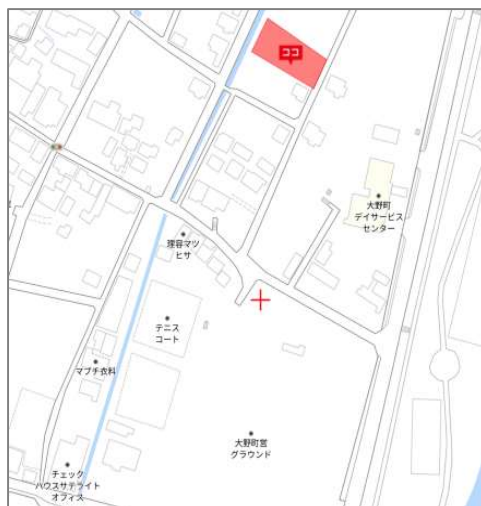 ココ
大野町
デイサービス
センター
理容マツ
ヒサ
テニス
コート
マブチ衣料
大野町営
グラウンド
チェック
ハウスサテライト
オフィス